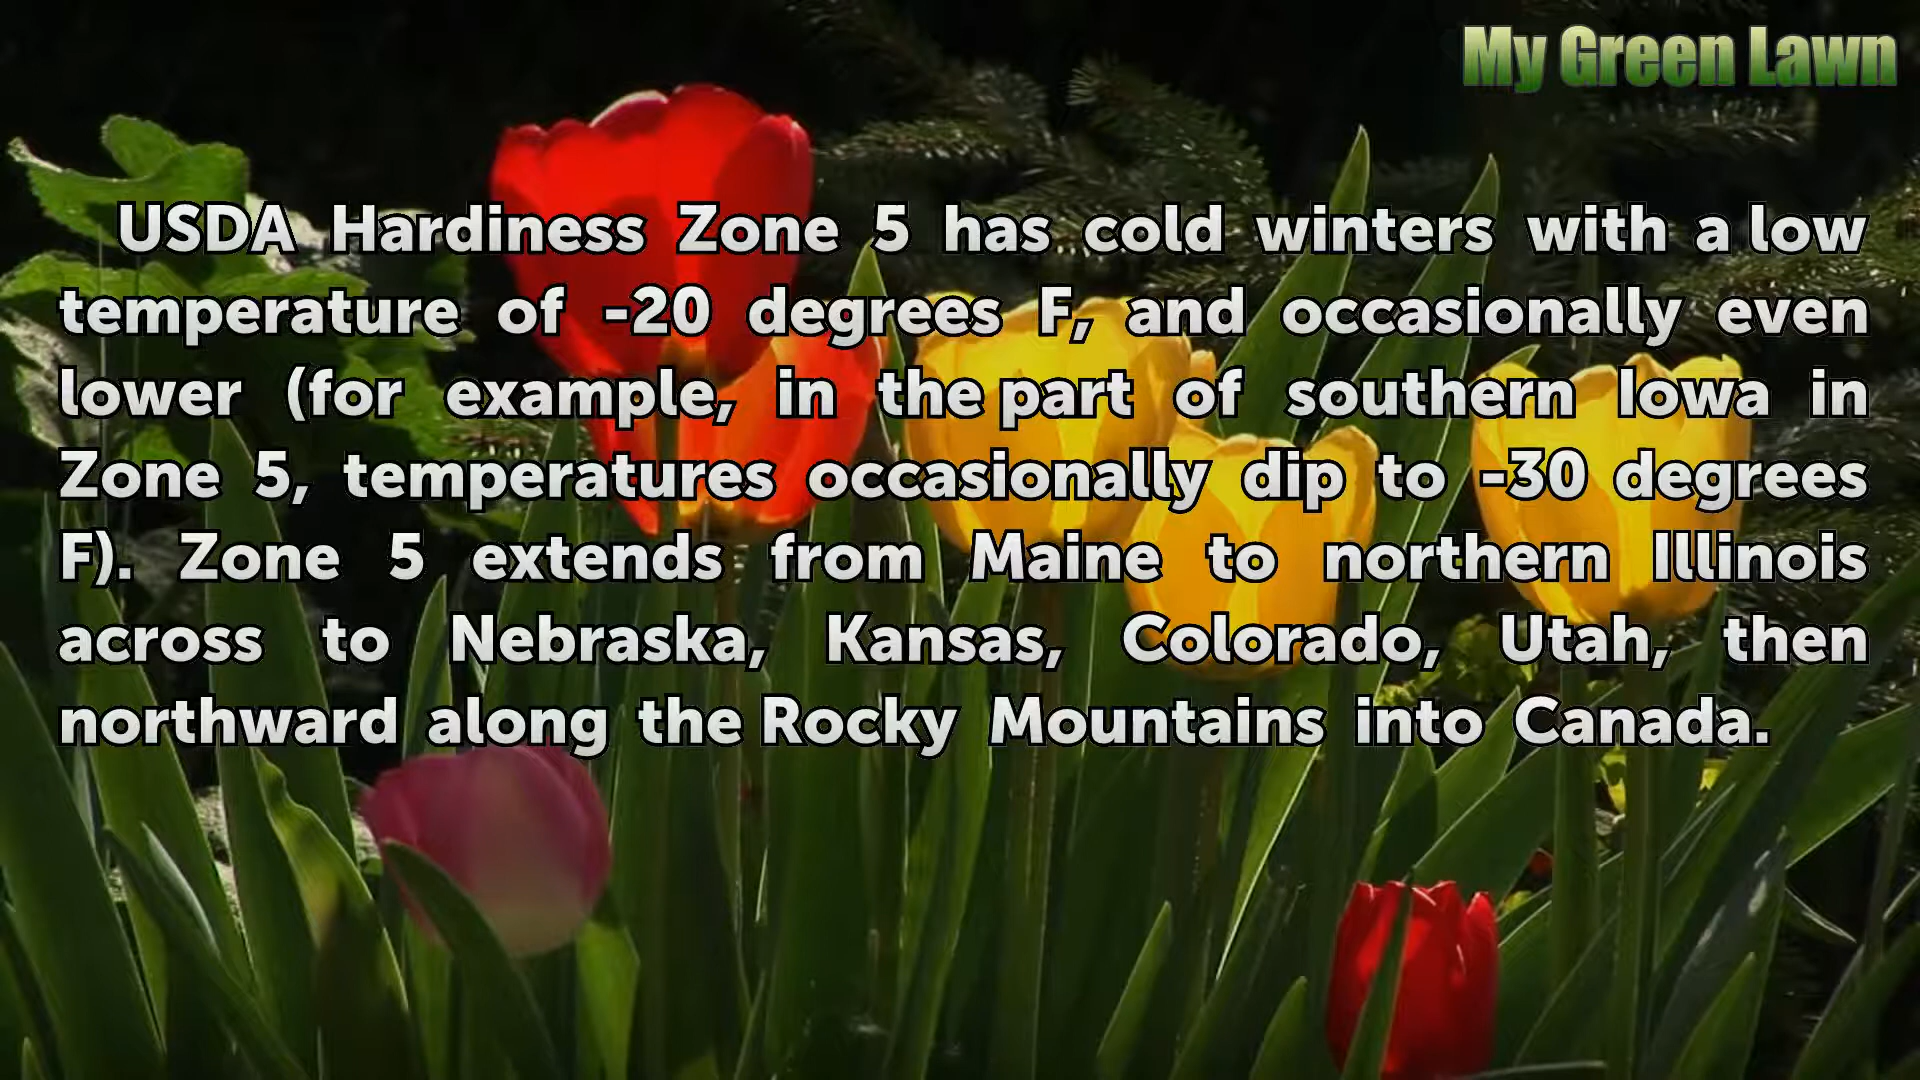 My Green Lawn
USDA Hardiness Zone 5 has cold winters with a low
temperature of -20 degrees F, and occasionally even
lower (for example, in the part of southern Iowa in
Zone 5, temperatures occasionally dip to -30 degrees
F). Zone 5 extends from Maine to northern Illinois
across to Nebraska, Kansas, Colorado, Utah, then
northward along the Rocky Mountains into Canada.